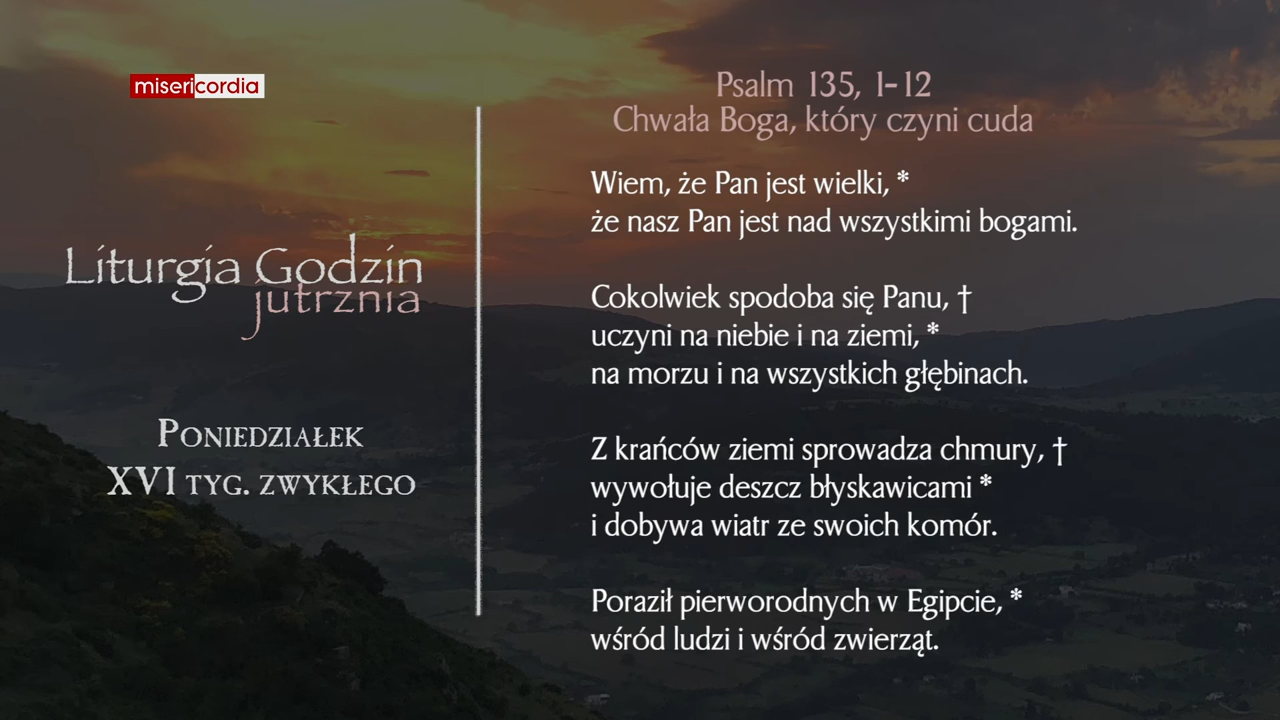 misericordia
Liturgia Godzin
jutrznia
Poniedziałek
XVI tyg. zwykłego
Psalm 135, 1-12
Chwała Boga, który czyni cuda
Wiem, że Pan jest wielki, *
że nasz Pan jest nad wszystkimi bogami.
Cokolwiek spodoba się Panu, †
uczyni na niebie i na ziemi, *
na morzu i na wszystkich głębinach.
Z krańców ziemi sprowadza chmury, †
wywołuje deszcz błyskawicami *
i dobywa wiatr ze swoich komór.
Poraził pierworodnych w Egipcie, *
wśród ludzi i wśród zwierząt.